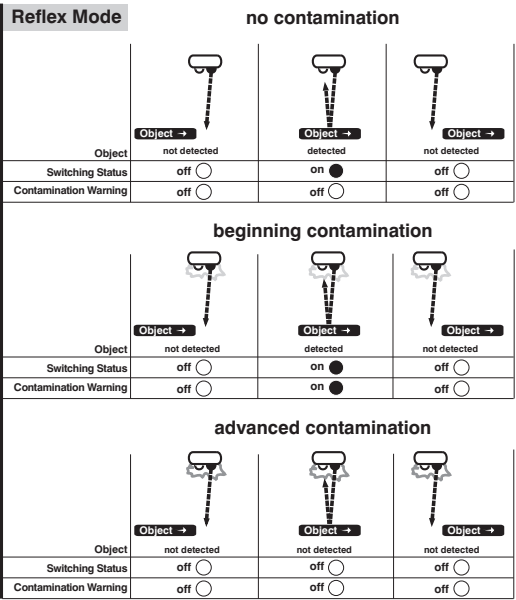 Reflex Mode
no contamination
Object → Object → Object →
Object not detected detected not detected
Switching Status off on off
Contamination Warning off off off
beginning contamination
Object → Object → Object →
Object not detected detected not detected
Switching Status off on off
Contamination Warning off on off
advanced contamination
Object → Object → Object →
Object not detected not detected not detected
Switching Status off off off
Contamination Warning off off off